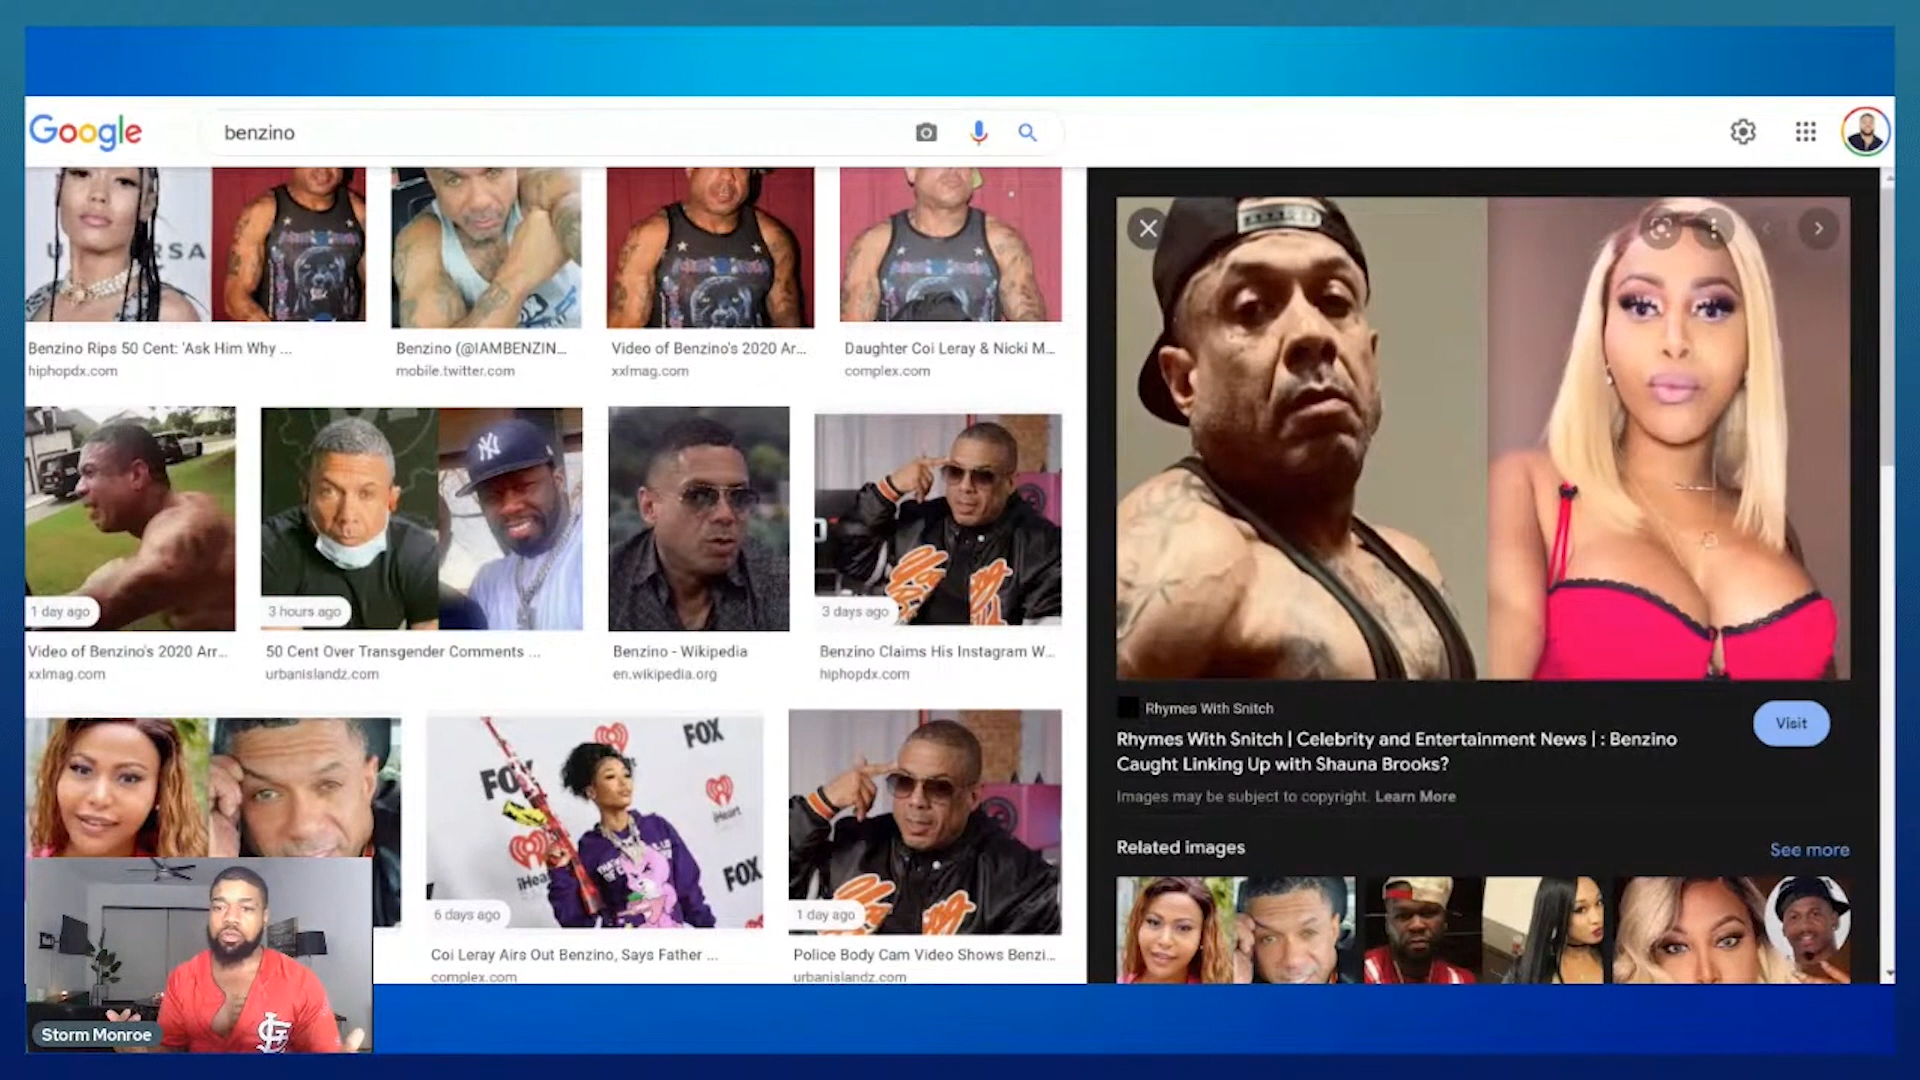 Google
benzino
U
RSA
Benzino Rips 50 Cent: 'Ask Him Why ...
hiphopdx.com
Benzino (@IAMBENZIN...
mobile.twitter.com
Video of Benzino's 2020 Ar...
xxlmag.com
Daughter Coi Leray & Nicki M...
complex.com
NY
1 day ago
3 hours ago
3 days ago
Video of Benzino's 2020 Arr...
xxlmag.com
50 Cent Over Transgender Comments ...
urbanislandz.com
Benzino - Wikipedia
en.wikipedia.org
Benzino Claims His Instagram W...
hiphopdx.com
FOX
FOX
iHeart
iHea
FOX
6 days ago
1 day ago
Coi Leray Airs Out Benzino, Says Father ...
complex.com
Police Body Cam Video Shows Benzi...
urbanislandz.com
Rhymes With Snitch
Visit
Rhymes With Snitch | Celebrity and Entertainment News | : Benzino
Caught Linking Up with Shauna Brooks?
Images may be subject to copyright. Learn More
Related images
See more
Storm Monroe